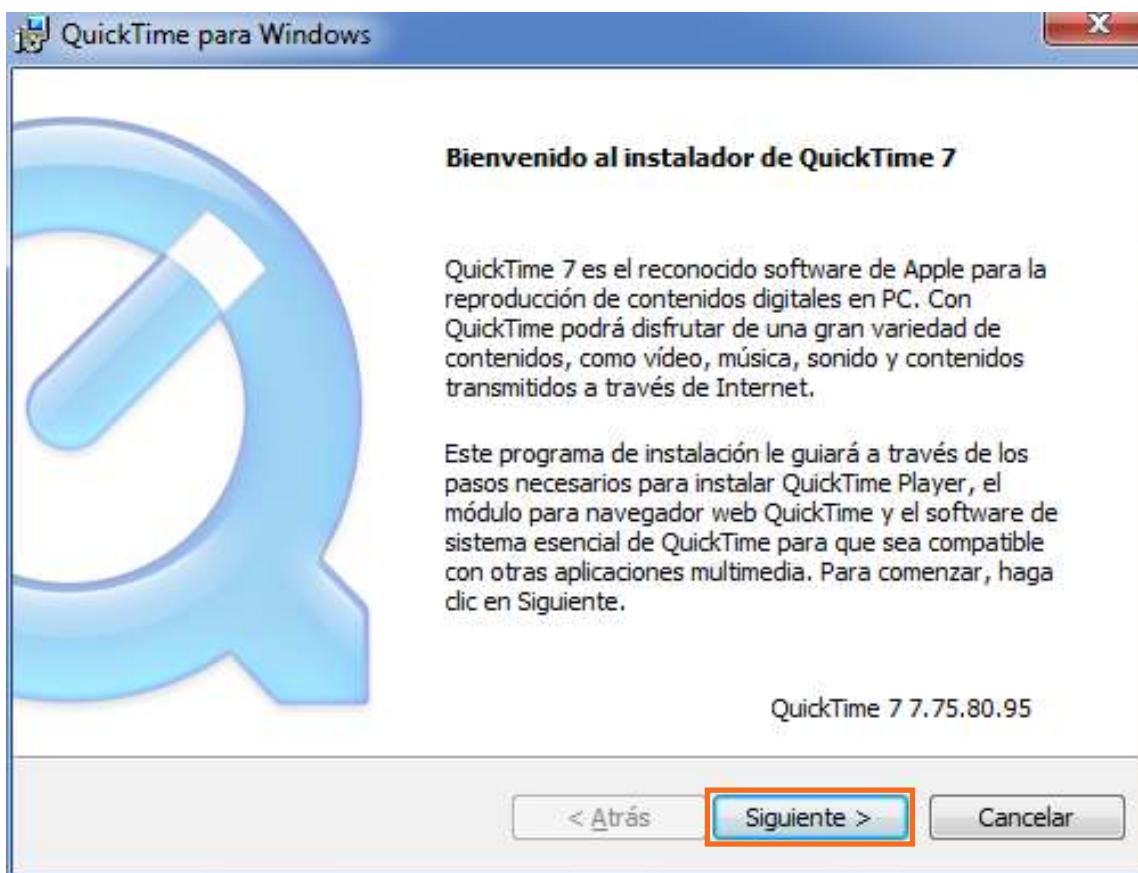 QuickTime para Windows
Bienvenido al instalador de QuickTime 7
QuickTime 7 es el reconocido software de Apple para la
reproducción de contenidos digitales en PC. Con
QuickTime podrá disfrutar de una gran variedad de
contenidos, como vídeo, música, sonido y contenidos
transmitidos a través de Internet.
Este programa de instalación le guiará a través de los
pasos necesarios para instalar QuickTime Player, el
módulo para navegador web QuickTime y el software de
sistema esencial de QuickTime para que sea compatible
con otras aplicaciones multimedia. Para comenzar, haga
clic en Siguiente.
QuickTime 7 7.75.80.95
< Atrás
Siguiente >
Cancelar